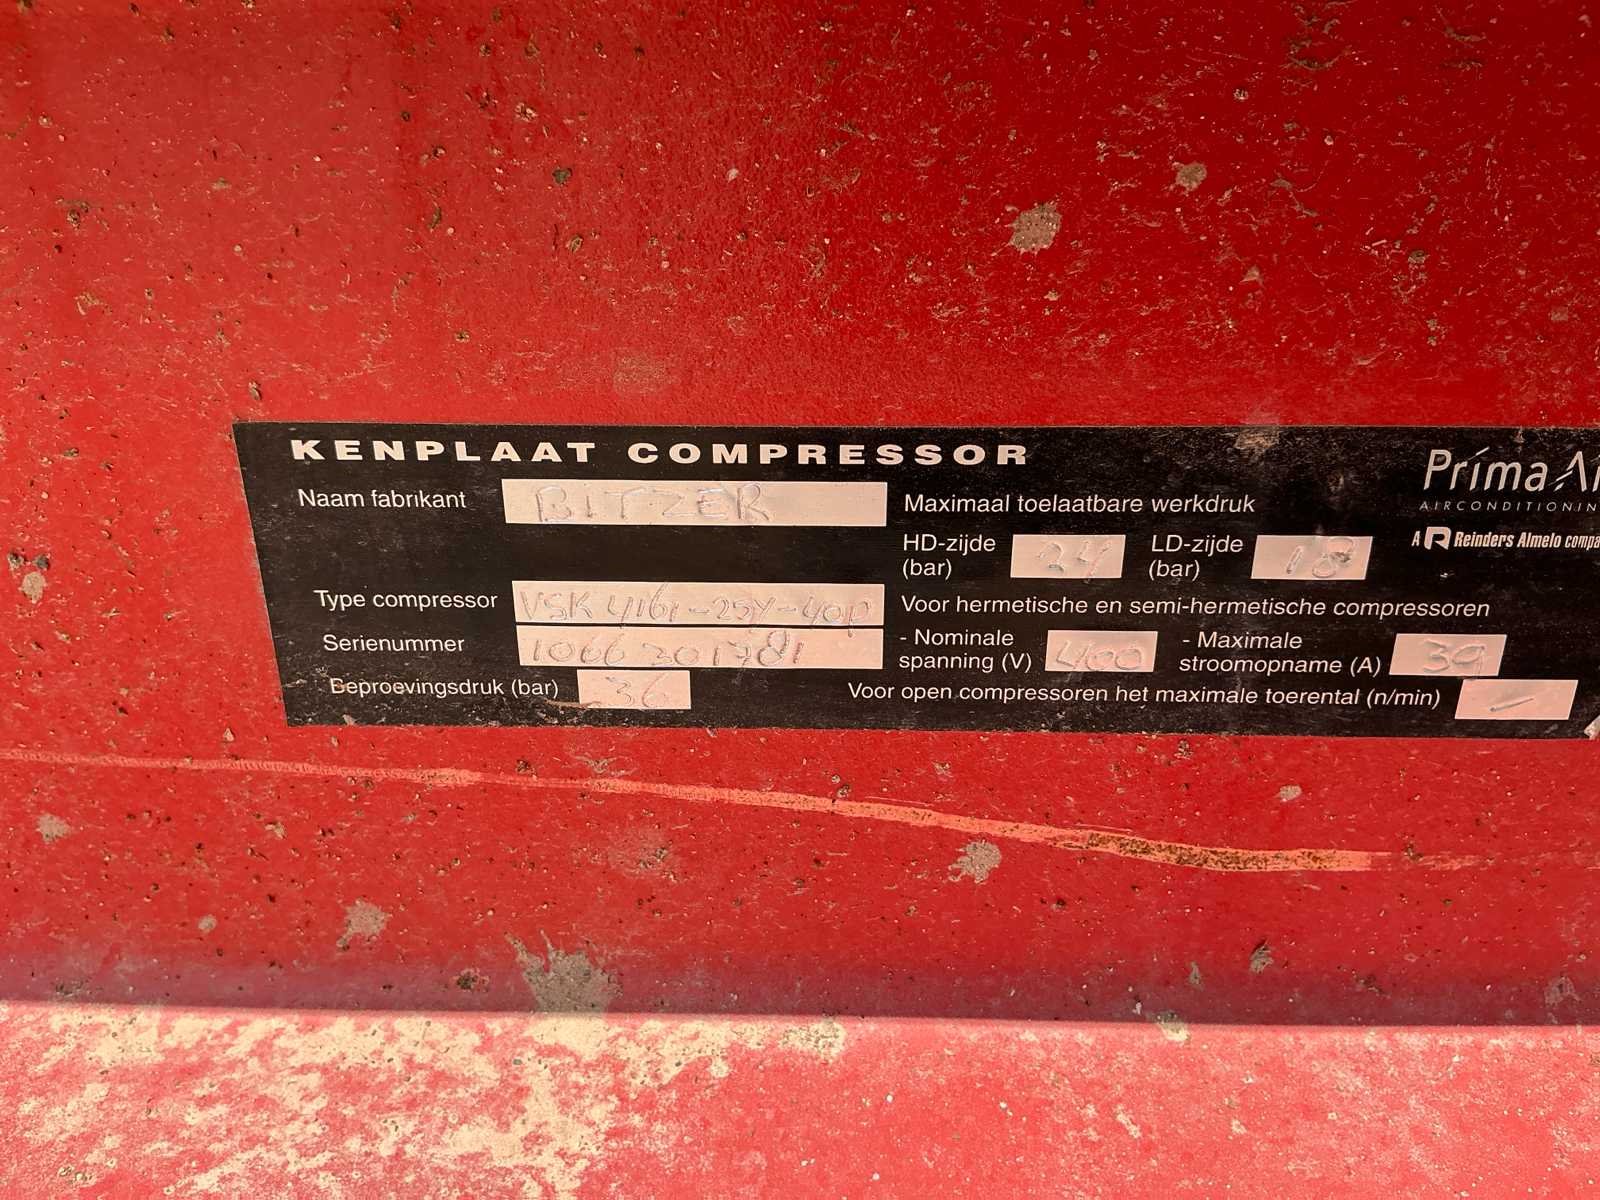 KENPLAAT COMPRESSOR
Naam fabrikant BITZER
Type compressor VSK 4161-25Y-40P
Serienummer 1066301781
Beproevingsdruk (bar) 36
Maximaal toelaatbare werkdruk
HD-zijde (bar) 24 LD-zijde (bar) 18
Voor hermetische en semi-hermetische compressoren
- Nominale spanning (V) 400 - Maximale stroomopname (A) 39
Voor open compressoren het maximale toerental (n/min) -
Príma Ai
AIRCONDITIONIN
A R Reinders Almelo compa